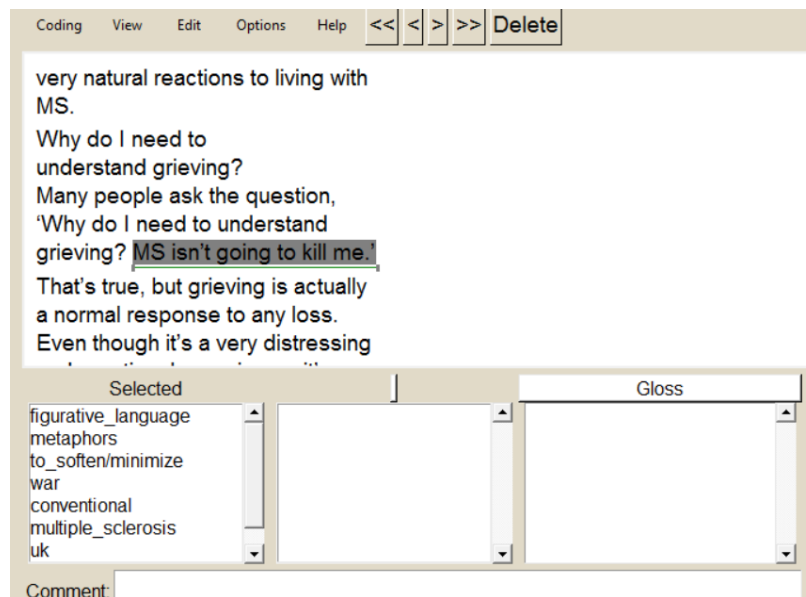 Coding View Edit Options Help << < > >> Delete
very natural reactions to living with
MS.
Why do I need to
understand grieving?
Many people ask the question,
‘Why do I need to understand
grieving? MS isn’t going to kill me.’
That’s true, but grieving is actually
a normal response to any loss.
Even though it’s a very distressing
Selected Gloss
figurative_language
metaphors
to_soften/minimize
war
conventional
multiple_sclerosis
uk
Comment: